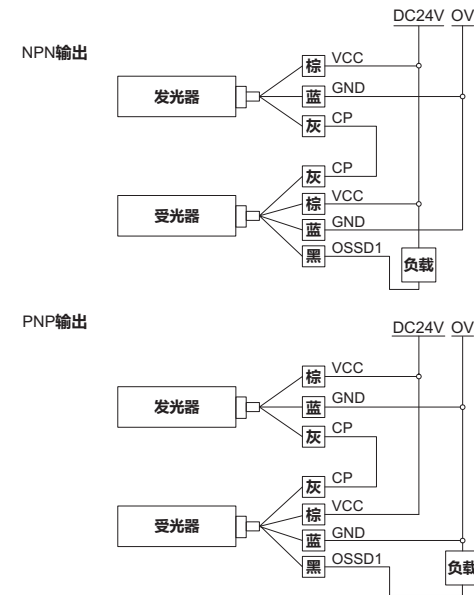 DC24V OV
NPN输出
棕 VCC
发光器 蓝 GND
灰 CP
灰 CP
棕 VCC
受光器 蓝 GND
黑 OSSD1
负载
PNP输出
DC24V OV
棕 VCC
发光器 蓝 GND
灰 CP
灰 CP
棕 VCC
受光器 蓝 GND
黑 OSSD1
负载